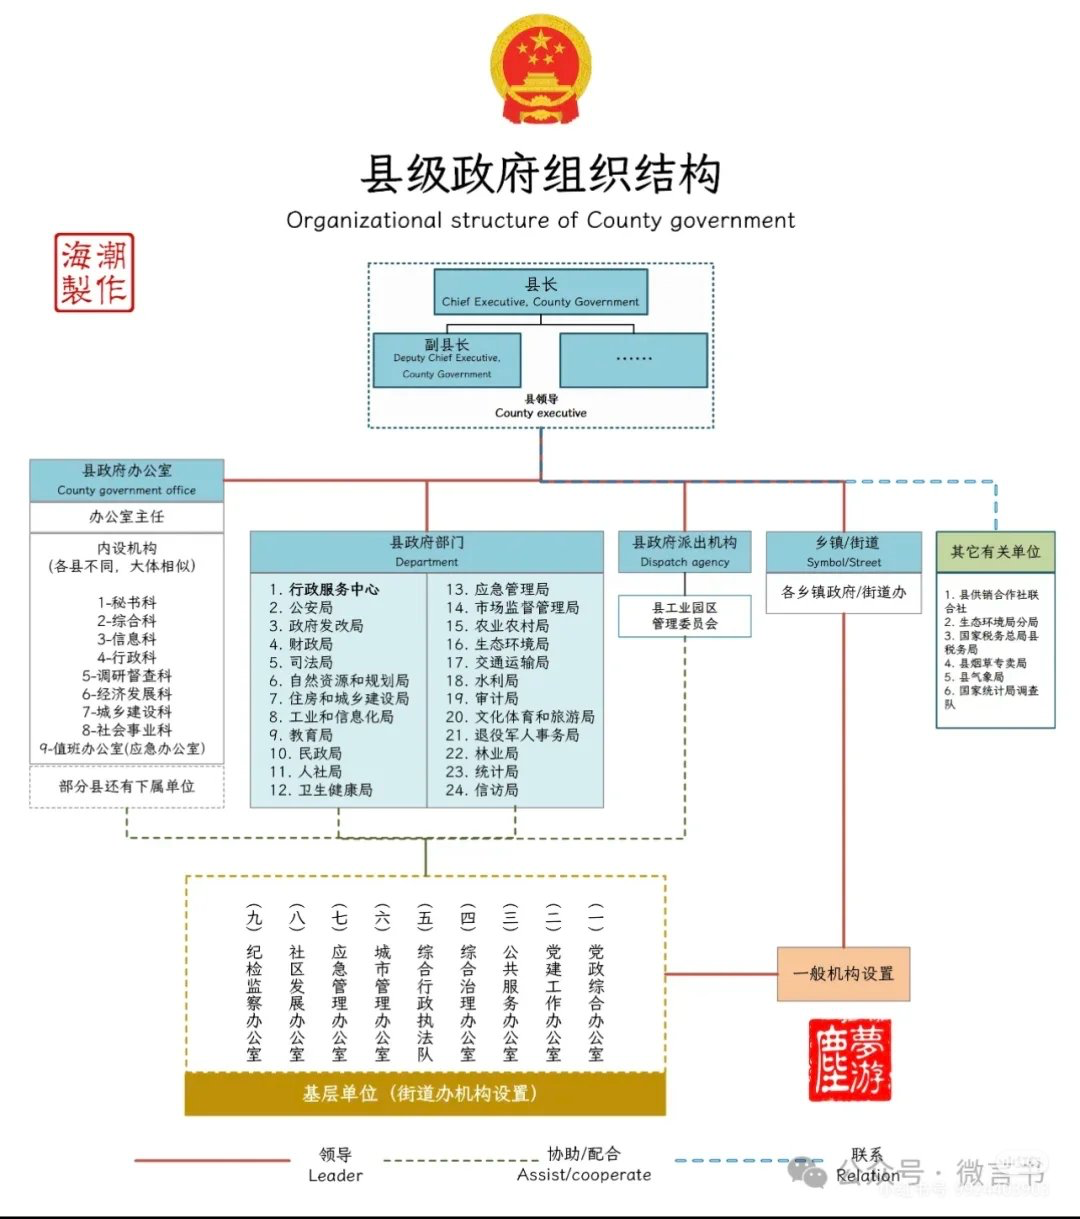 县级政府组织结构
Organizational structure of County government
海潮
製作
县长
Chief Executive, County Government
副县长
Deputy Chief Executive,
County Government
······
县领导
County executive
县政府办公室
County government office
办公室主任
内设机构
(各县不同，大体相似)
1-秘书科
2-综合科
3-信息科
4-行政科
5-调研督查科
6-经济发展科
7-城乡建设科
8-社会事业科
9-值班办公室(应急办公室)
部分县还有下属单位
县政府部门
Department
1. 行政服务中心
2. 公安局
3. 政府发改局
4. 财政局
5. 司法局
6. 自然资源和规划局
7. 住房和城乡建设局
8. 工业和信息化局
9. 教育局
10. 民政局
11. 人社局
12. 卫生健康局
13. 应急管理局
14. 市场监督管理局
15. 农业农村局
16. 生态环境局
17. 交通运输局
18. 水利局
19. 审计局
20. 文化体育和旅游局
21. 退役军人事务局
22. 林业局
23. 统计局
24. 信访局
县政府派出机构
Dispatch agency
县工业园区
管理委员会
乡镇/街道
Symbol/Street
各乡镇政府/街道办
其它有关单位
1. 县供销合作社联
合社
2. 生态环境局分局
3. 国家税务总局县
税务局
4. 县烟草专卖局
5. 县气象局
6. 国家统计局调查
队
(一)党政综合办公室
(二)党建工作办公室
(三)公共服务办公室
(四)综合治理办公室
(五)综合行政执法队
(六)城市管理办公室
(七)应急管理办公室
(八)社区发展办公室
(九)纪检监察办公室
基层单位（街道办机构设置）
一般机构设置
夢游
塵
领导
Leader
协助/配合
Assist/cooperate
联系
Relation
公众号·微言书